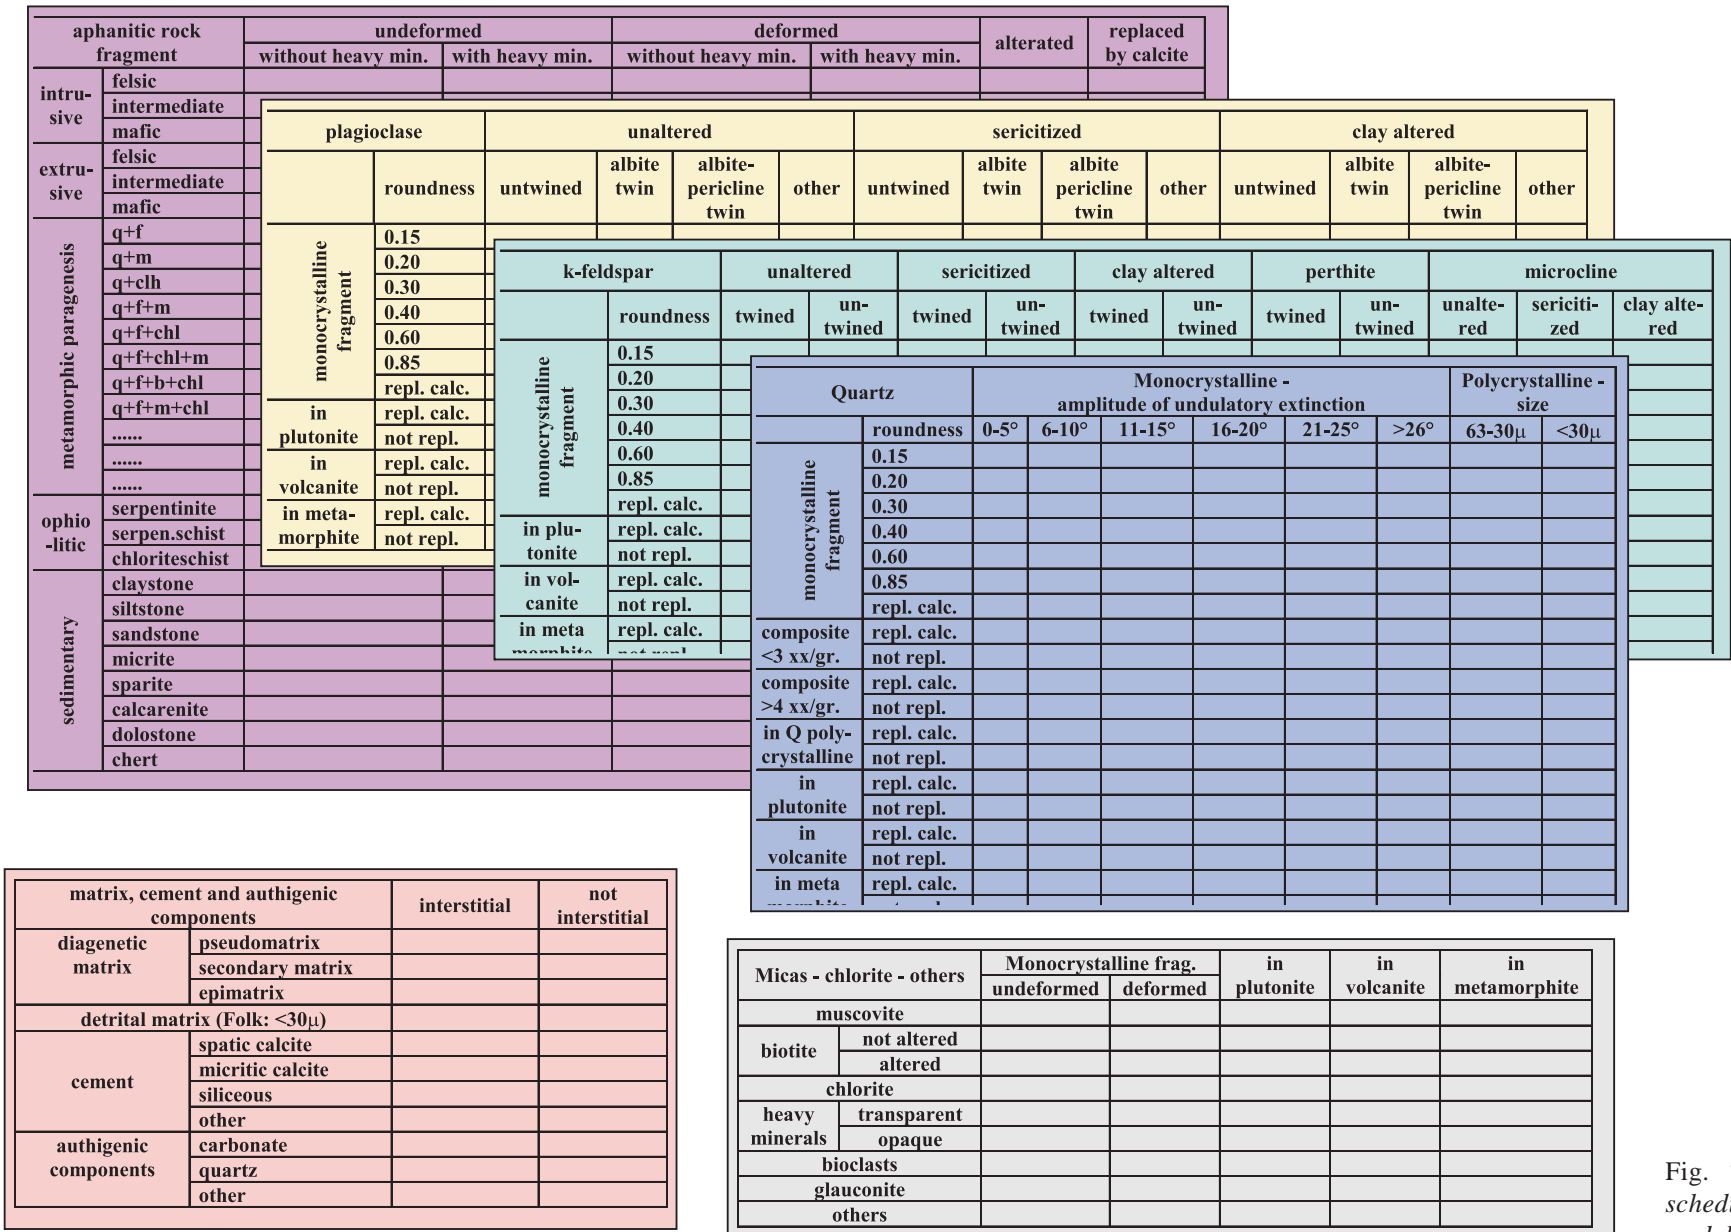 aphanitic rock fragment | undeformed | deformed | alterated | replaced by calcite
without heavy min. | with heavy min. | without heavy min. | with heavy min.
intru-sive | felsic
intermediate
mafic
extru-sive | felsic
intermediate
mafic
metamorphic paragenesis | q+f
q+m
q+clh
q+f+m
q+f+chl
q+f+chl+m
q+f+b+chl
q+f+m+chl
......
......
......
ophio-litic | serpentinite
serpen.schist
chloriteschist
sedimentary | claystone
siltstone
sandstone
micrite
sparite
calcarenite
dolostone
chert
plagioclase | unaltered | sericitized | clay altered
roundness | untwined | albite twin | albite-pericline twin | other | untwined | albite twin | albite pericline twin | other | untwined | albite twin | albite-pericline twin | other
monocrystalline fragment | 0.15
0.20
0.30
0.40
0.60
0.85
repl. calc.
in plutonite | repl. calc.
not repl.
in volcanite | repl. calc.
not repl.
in meta-morphite | repl. calc.
not repl.
k-feldspar | unaltered | sericitized | clay altered | perthite | microcline
roundness | twined | un-twined | twined | un-twined | twined | un-twined | twined | un-twined | unalte-red | sericiti-zed | clay alte-red
monocrystalline fragment | 0.15
0.20
0.30
0.40
0.60
0.85
repl. calc.
in plu-tonite | repl. calc.
not repl.
in vol-canite | repl. calc.
not repl.
in meta morphite | repl. calc.
not repl.
Quartz | Monocrystalline - amplitude of undulatory extinction | Polycrystalline - size
roundness | 0-5° | 6-10° | 11-15° | 16-20° | 21-25° | >26° | 63-30µ | <30µ
monocrystalline fragment | 0.15
0.20
0.30
0.40
0.60
0.85
repl. calc.
composite <3 xx/gr. | repl. calc.
not repl.
composite >4 xx/gr. | repl. calc.
not repl.
in Q poly-crystalline | repl. calc.
not repl.
in plutonite | repl. calc.
not repl.
in volcanite | repl. calc.
not repl.
in meta | repl. calc.
matrix, cement and authigenic components | interstitial | not interstitial
diagenetic matrix | pseudomatrix
secondary matrix
epimatrix
detrital matrix (Folk: <30µ)
cement | spatic calcite
micritic calcite
siliceous
other
authigenic components | carbonate
quartz
other
Micas - chlorite - others | Monocrystalline frag. | in plutonite | in volcanite | in metamorphite
undeformed | deformed
muscovite
biotite | not altered
altered
chlorite
heavy minerals | transparent
opaque
bioclasts
glauconite
others
Fig.